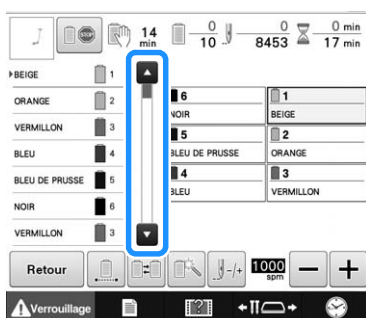 14
min
0
10
0
8453
0 min
17 min
BEIGE 1
ORANGE 2
VERMILLON 3
BLEU 4
BLEU DE PRUSSE 5
NOIR 6
VERMILLON 3
6
NOIR
1
BEIGE
5
BLEU DE PRUSSE
2
ORANGE
4
BLEU
3
VERMILLON
Retour
-/+
1000
spm
Verrouillage